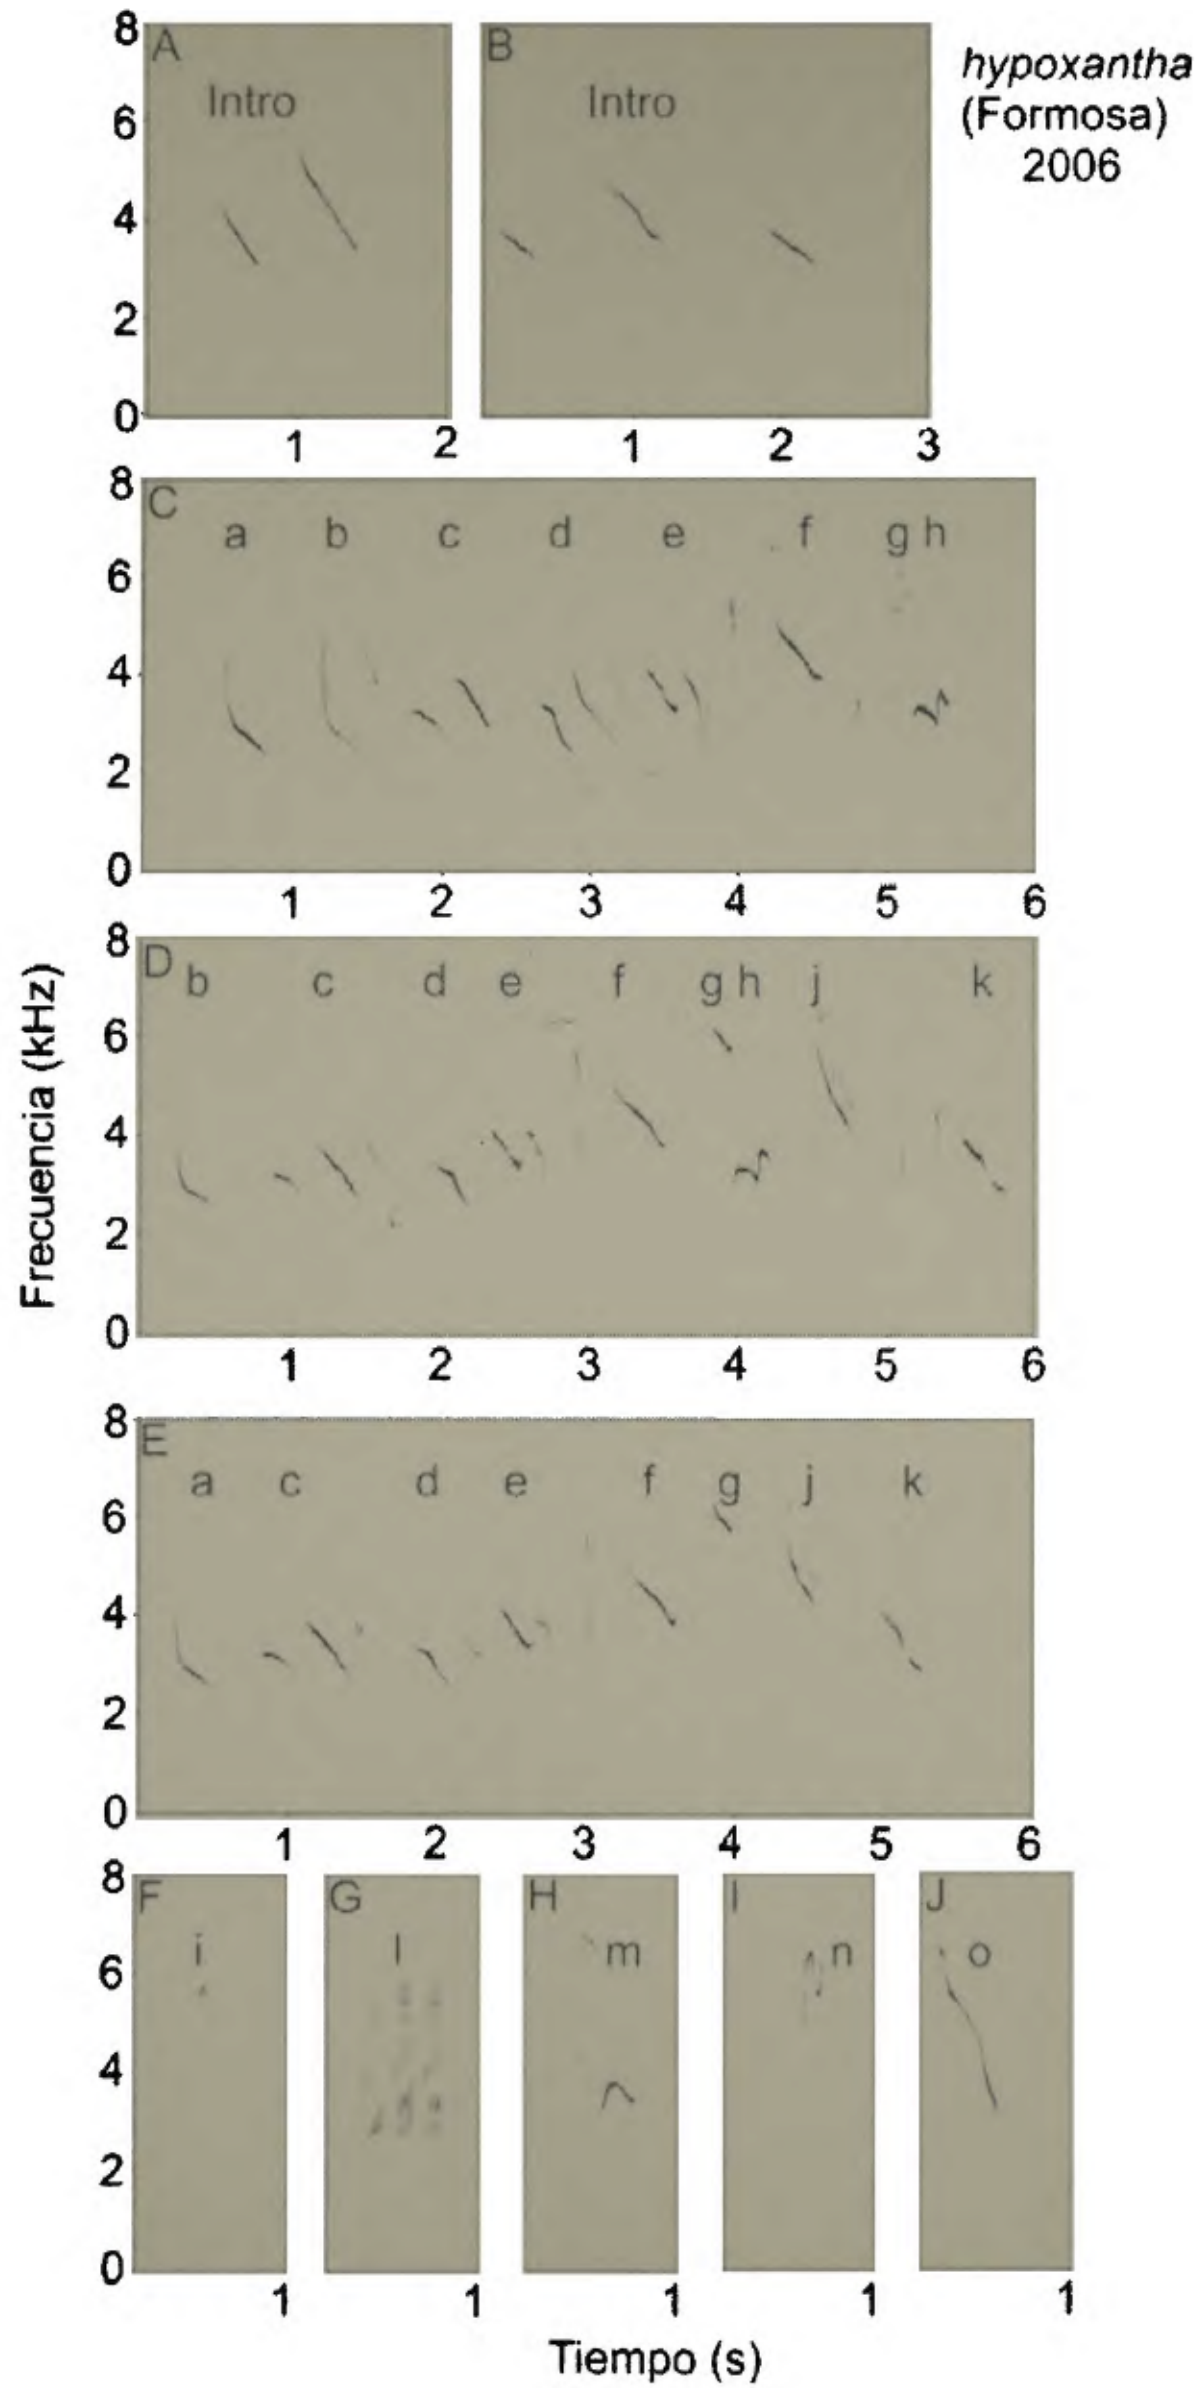 hypoxantha
(Formosa)
2006
A
Intro
8
6
4
2
0
1 2
B
Intro
1 2 3
Frecuencia (kHz)
C
a b c d e f g h
8
6
4
2
0
1 2 3 4 5 6
D
b c d e f g h j k
8
6
4
2
0
1 2 3 4 5 6
E
a c d e f g j k
8
6
4
2
0
1 2 3 4 5 6
F
i
8
6
4
2
0
1
G
l
1
H
m
1
I
n
1
J
o
1
Tiempo (s)